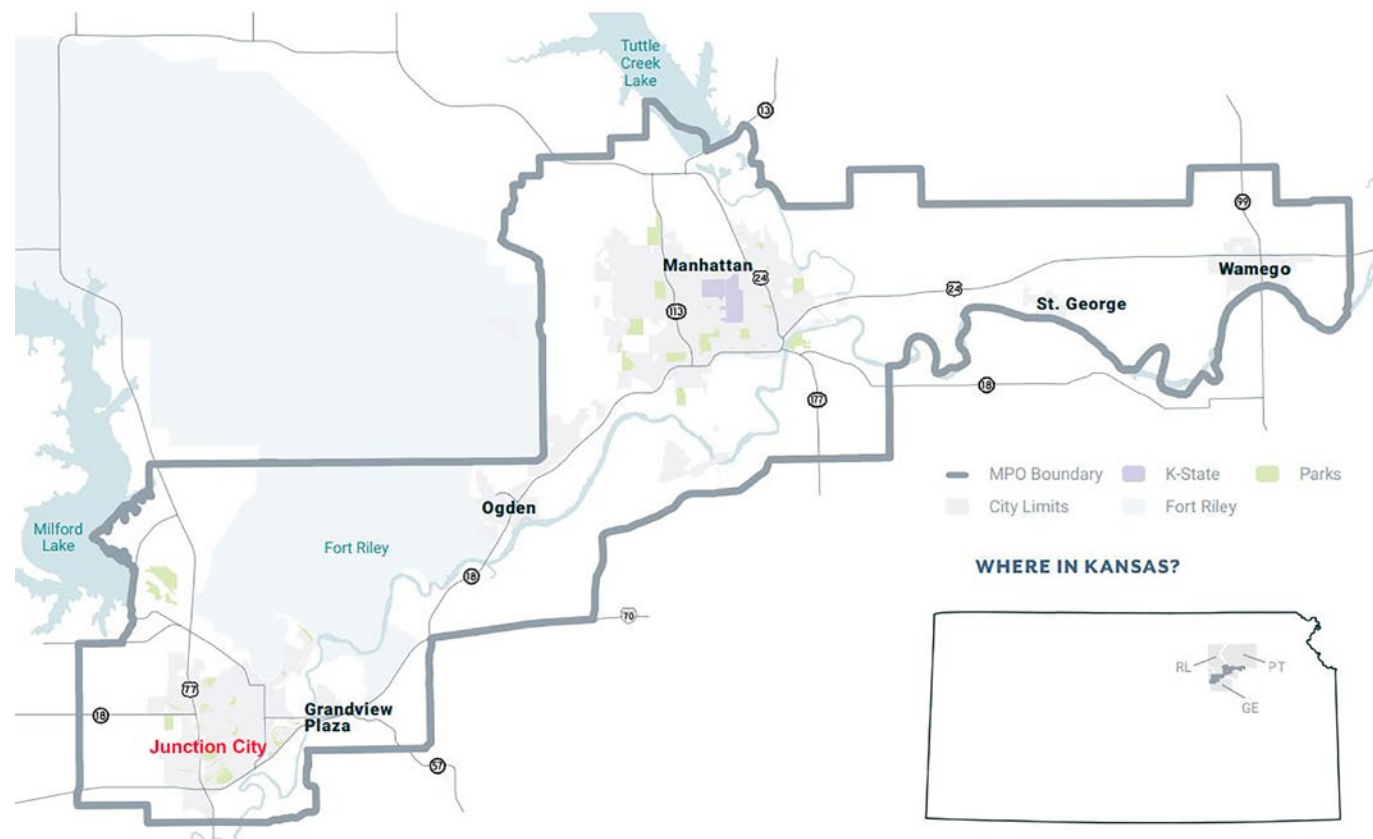 Tuttle
Creek
Lake
13
99
Manhattan
24
Wamego
24
St. George
113
18
177
MPO Boundary
K-State
Parks
City Limits
Fort Riley
Ogden
Milford
Lake
Fort Riley
18
WHERE IN KANSAS?
70
RL
PT
GE
77
18
Grandview
Plaza
Junction City
57